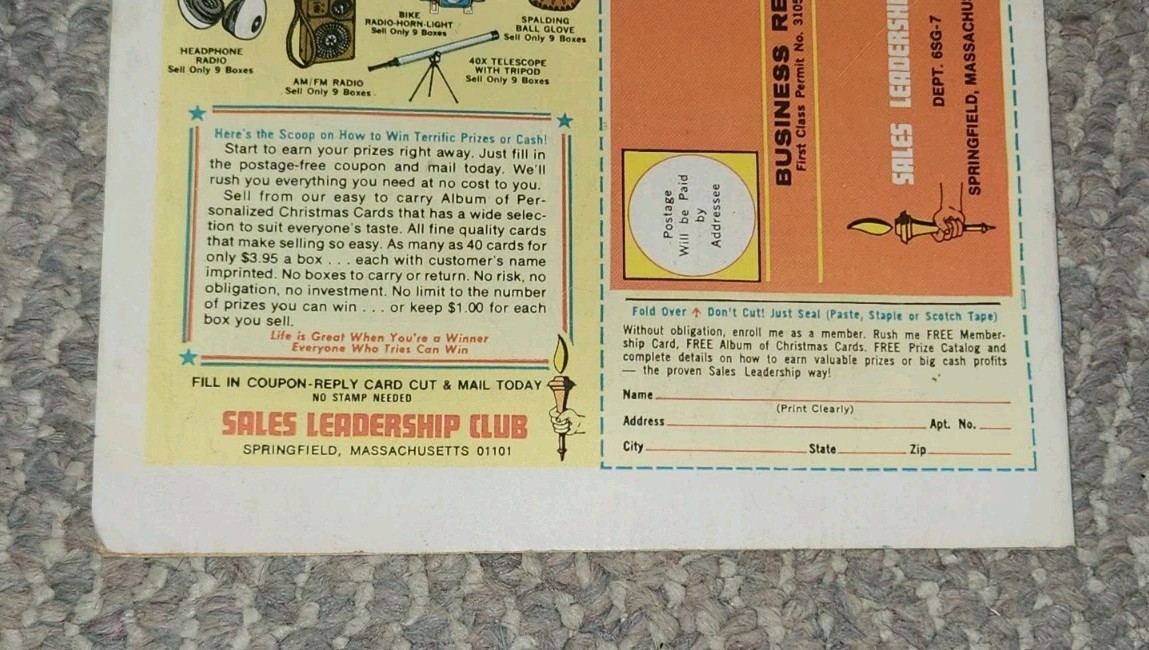 HEADPHONE
RADIO
Sell Only 9 Boxes
AM/FM RADIO
Sell Only 9 Boxes
BIKE
RADIO-HORN-LIGHT
Sell Only 9 Boxes
SPALDING
BALL GLOVE
Sell Only 9 Boxes
40X TELESCOPE
WITH TRIPOD
Sell Only 9 Boxes
Here's the Scoop on How to Win Terrific Prizes or Cash!
Start to earn your prizes right away. Just fill in
the postage-free coupon and mail today. We'll
rush you everything you need at no cost to you.
Sell from our easy to carry Album of Per-
sonalized Christmas Cards that has a wide selec-
tion to suit everyone's taste. All fine quality cards
that make selling so easy. As many as 40 cards for
only $3.95 a box . . . each with customer's name
imprinted. No boxes to carry or return. No risk, no
obligation, no investment. No limit to the number
of prizes you can win . . . or keep $1.00 for each
box you sell.
Life is Great When You're a Winner
Everyone Who Tries Can Win
FILL IN COUPON-REPLY CARD CUT & MAIL TODAY
NO STAMP NEEDED
SALES LEADERSHIP CLUB
SPRINGFIELD, MASSACHUSETTS 01101
Postage
Will be Paid
by
Addressee
BUSINESS RE
First Class Permit No. 3105
SALES LEADERSHI
DEPT. 6SG-7
SPRINGFIELD, MASSACHU
Fold Over ↑ Don't Cut! Just Seal (Paste, Staple or Scotch Tape)
Without obligation, enroll me as a member. Rush me FREE Member-
ship Card, FREE Album of Christmas Cards, FREE Prize Catalog and
complete details on how to earn valuable prizes or big cash profits
— the proven Sales Leadership way!
Name
(Print Clearly)
Address Apt. No.
City State Zip